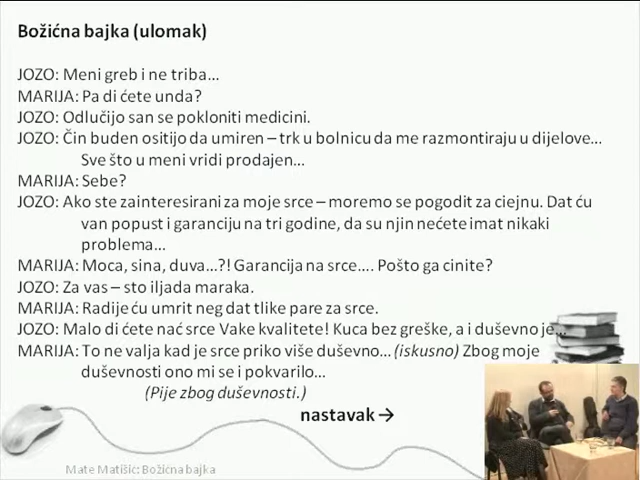 Božićna bajka (ulomak)
JOZO: Meni greb i ne triba...
MARIJA: Pa di ćete unda?
JOZO: Odlučijo san se pokloniti medicini.
JOZO: Čin buden ositijo da umiren – trk u bolnicu da me razmontiraju u dijelove...
Sve što u meni vridi prodajen...
MARIJA: Sebe?
JOZO: Ako ste zainteresirani za moje srce – moremo se pogodit za ciejnu. Dat ću
van popust i garanciju na tri godine, da su njin nećete imat nikaki
problema...
MARIJA: Moca, sina, duva...?! Garancija na srce.... Pošto ga cinite?
JOZO: Za vas – sto iljada maraka.
MARIJA: Radije ću umrit neg dat tlike pare za srce.
JOZO: Malo di ćete nać srce Vake kvalitete! Kuca bez greške, a i duševno je...
MARIJA: To ne valja kad je srce priko više duševno... (iskusno) Zbog moje
duševnosti ono mi se i pokvarilo...
(Pije zbog duševnosti.)
nastavak →
Mate Matišić: Božićna bajka